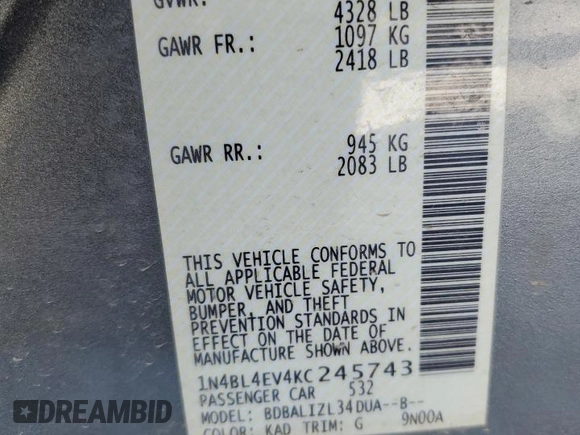 GVWR:
4328 LB
GAWR FR.: 1097 KG
2418 LB
GAWR RR.: 945 KG
2083 LB
THIS VEHICLE CONFORMS TO
ALL APPLICABLE FEDERAL
MOTOR VEHICLE SAFETY,
BUMPER, AND THEFT
PREVENTION STANDARDS IN
EFFECT ON THE DATE OF
MANUFACTURE SHOWN ABOVE.
1N4BL4EV4KC245743
PASSENGER CAR 532
MODEL: BDBALIZL34DUA--B--
COLOR: KAD TRIM: G 9N00A